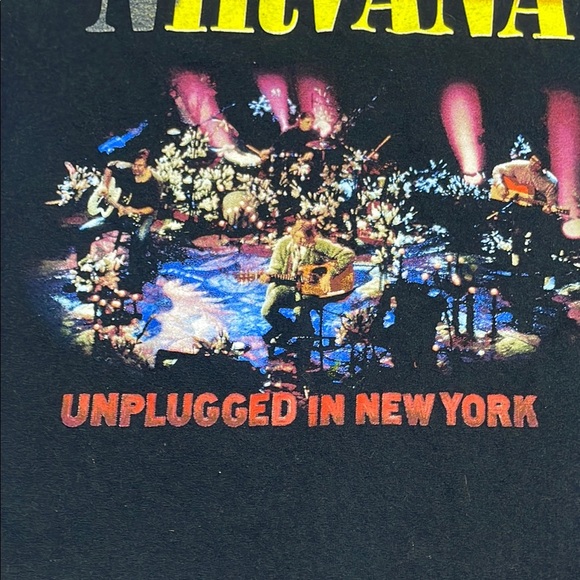 NIRVANA
UNPLUGGED IN NEW YORK